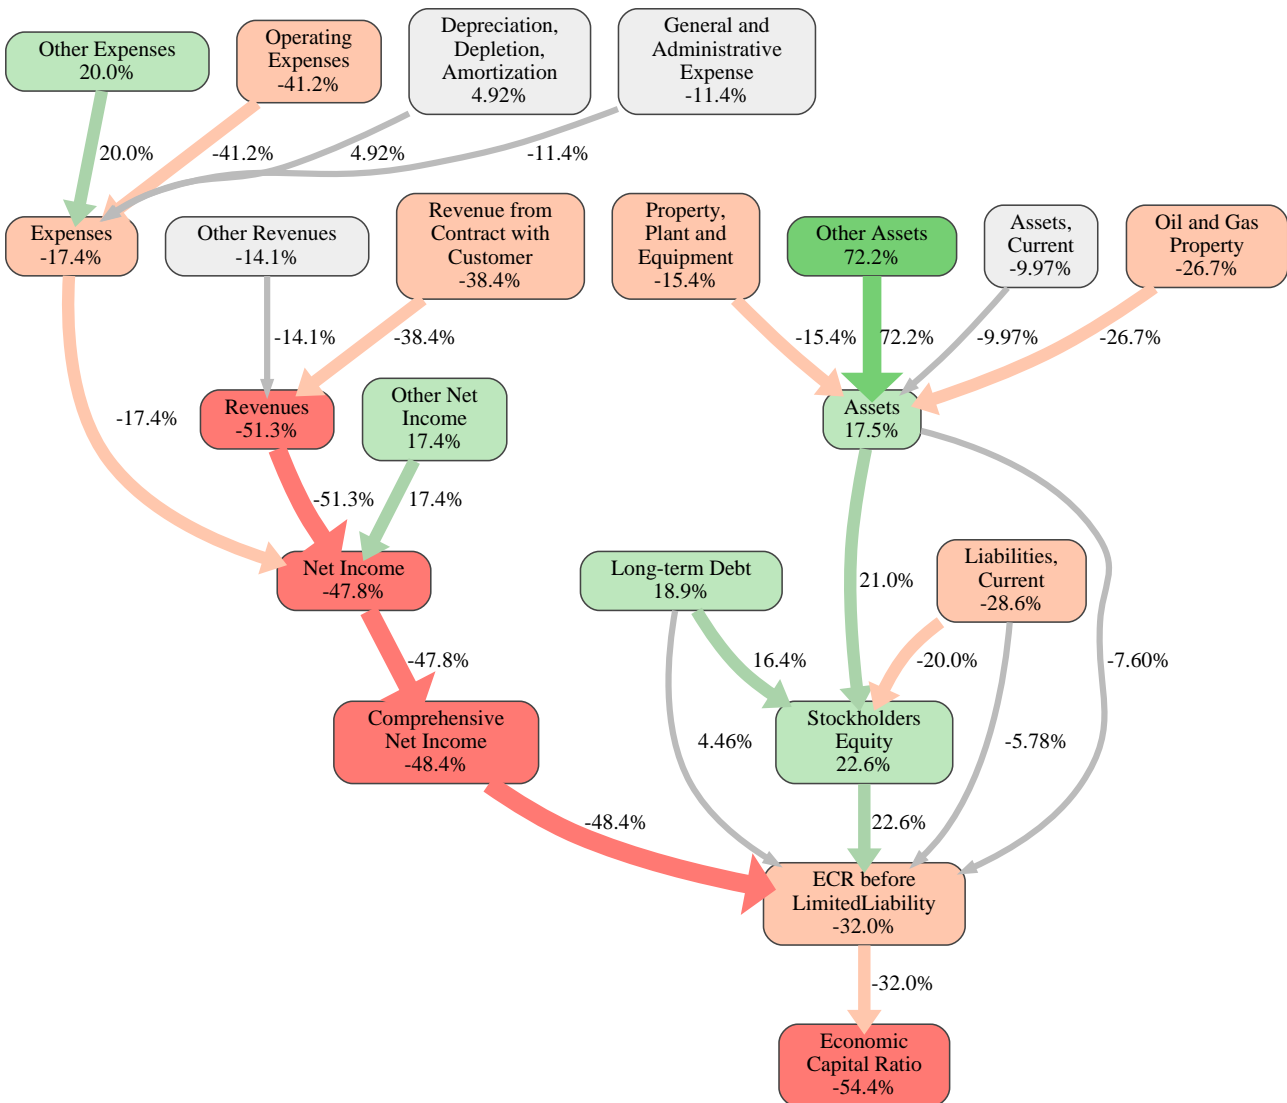 Other Expenses
20.0%
Operating
Expenses
-41.2%
Depreciation,
Depletion,
Amortization
4.92%
General and
Administrative
Expense
-11.4%
20.0%
-41.2%
4.92%
-11.4%
Expenses
-17.4%
Other Revenues
-14.1%
Revenue from
Contract with
Customer
-38.4%
Property,
Plant and
Equipment
-15.4%
Other Assets
72.2%
Assets,
Current
-9.97%
Oil and Gas
Property
-26.7%
-14.1%
-38.4%
-15.4%
72.2%
-9.97%
-26.7%
-17.4%
Revenues
-51.3%
Other Net
Income
17.4%
Assets
17.5%
-51.3%
17.4%
Net Income
-47.8%
Long-term Debt
18.9%
21.0%
Liabilities,
Current
-28.6%
-47.8%
16.4%
-20.0%
-7.60%
Comprehensive
Net Income
-48.4%
4.46%
Stockholders
Equity
22.6%
-5.78%
-48.4%
22.6%
ECR before
LimitedLiability
-32.0%
-32.0%
Economic
Capital Ratio
-54.4%